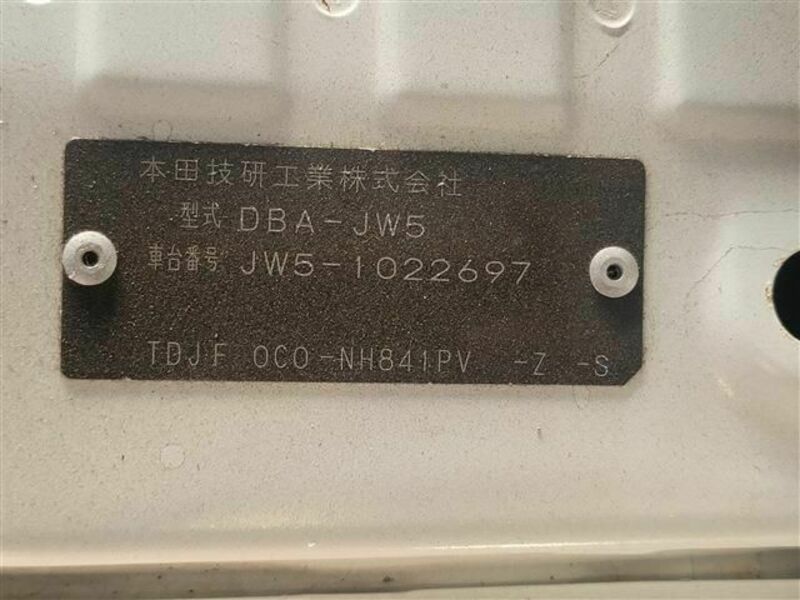 本田技研工業株式会社
型式 DBA-JW5
車台番号 JW5-1022697
TDJF 0C0-NH841PV -Z -S